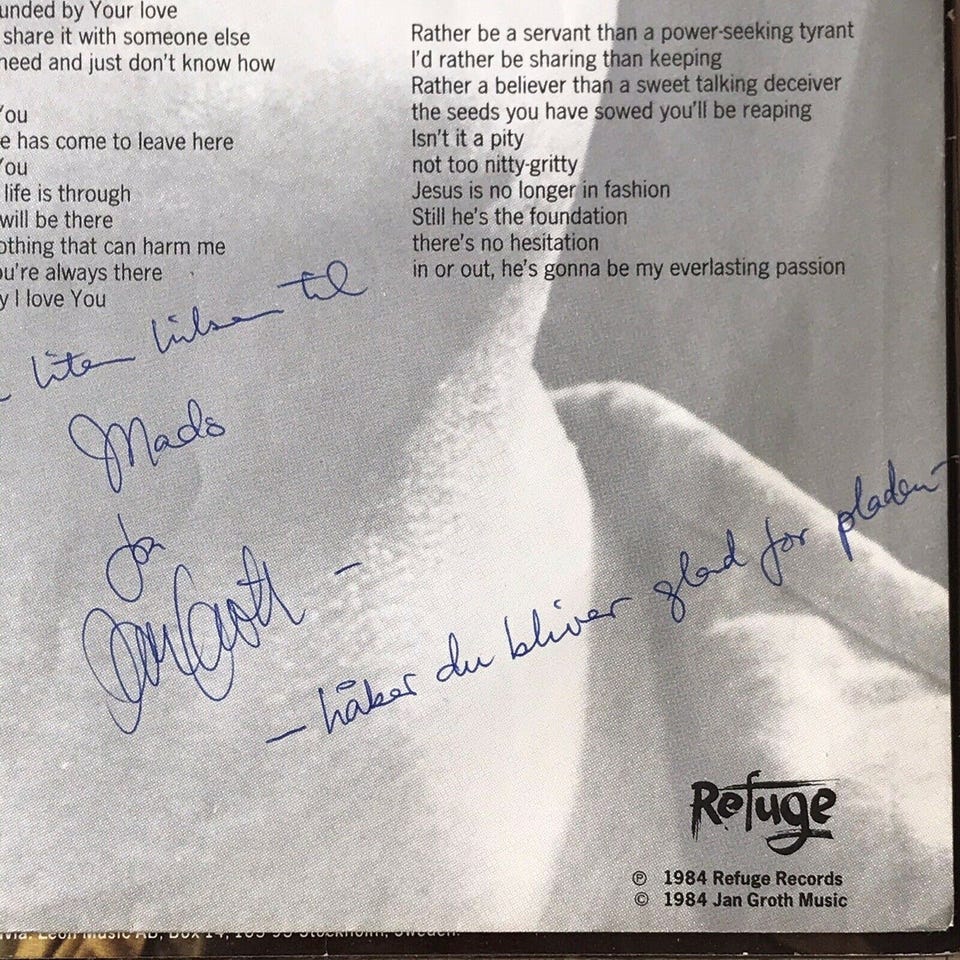 unded by Your love
share it with someone else
need and just don't know how
You
e has come to leave here
You
life is through
will be there
othing that can harm me
ou're always there
y I love You
Rather be a servant than a power-seeking tyrant
I'd rather be sharing than keeping
Rather a believer than a sweet talking deceiver
the seeds you have sowed you'll be reaping
Isn't it a pity
not too nitty-gritty
Jesus is no longer in fashion
Still he's the foundation
there's no hesitation
in or out, he's gonna be my everlasting passion
liten hilsen til
Mads
fra
Jan Groth -
- håber du bliver glad for pladen -
Refuge
℗ 1984 Refuge Records
© 1984 Jan Groth Music